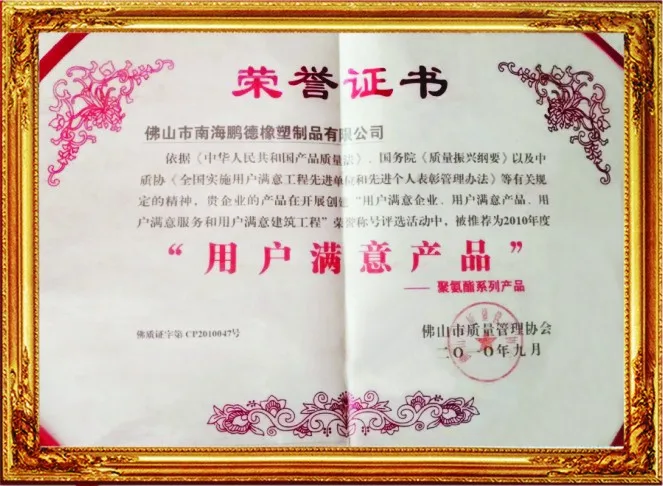 荣誉证书
佛山市南海鹏德橡塑制品有限公司
依据《中华人民共和国产品质量法》、国务院《质量振兴纲要》以及中
质协《全国实施用户满意工程先进单位和先进个人表彰管理办法》等有关规
定的精神，贵企业的产品在开展创建“用户满意企业、用户满意产品、用
户满意服务和用户满意建筑工程”荣誉称号评选活动中，被推荐为2010年度
“用户满意产品”
——聚氨酯系列产品
佛质证字第CP2010047号
佛山市质量管理协会
二〇一〇年九月